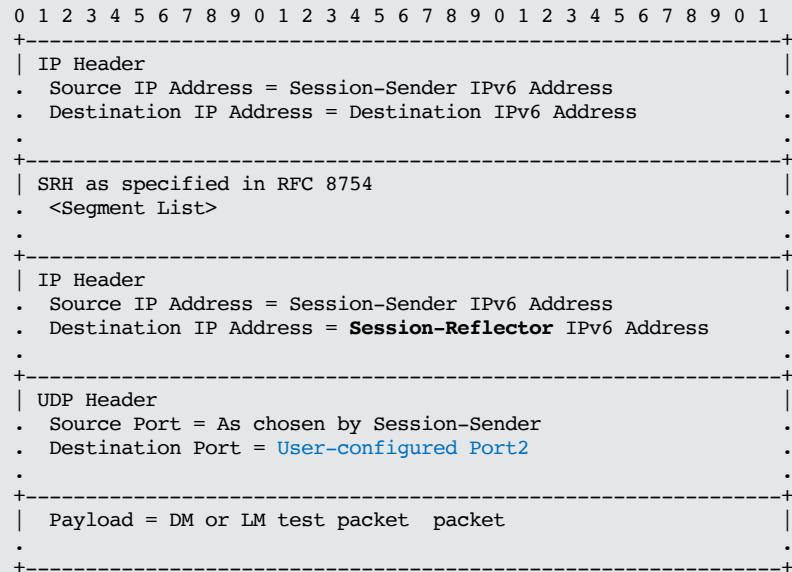 0 1 2 3 4 5 6 7 8 9 0 1 2 3 4 5 6 7 8 9 0 1 2 3 4 5 6 7 8 9 0 1
+---------------------------------------------------------------+
| IP Header                                                     |
.  Source IP Address = Session-Sender IPv6 Address              .
.  Destination IP Address = Destination IPv6 Address            .
.                                                               .
+---------------------------------------------------------------+
| SRH as specified in RFC 8754                                  |
.  <Segment List>                                               .
.                                                               .
+---------------------------------------------------------------+
| IP Header                                                     |
.  Source IP Address = Session-Sender IPv6 Address              .
.  Destination IP Address = Session-Reflector IPv6 Address      .
.                                                               .
+---------------------------------------------------------------+
| UDP Header                                                    |
.  Source Port = As chosen by Session-Sender                    .
.  Destination Port = User-configured Port2                     .
.                                                               .
+---------------------------------------------------------------+
|  Payload = DM or LM test packet  packet                       |
.                                                               .
+---------------------------------------------------------------+